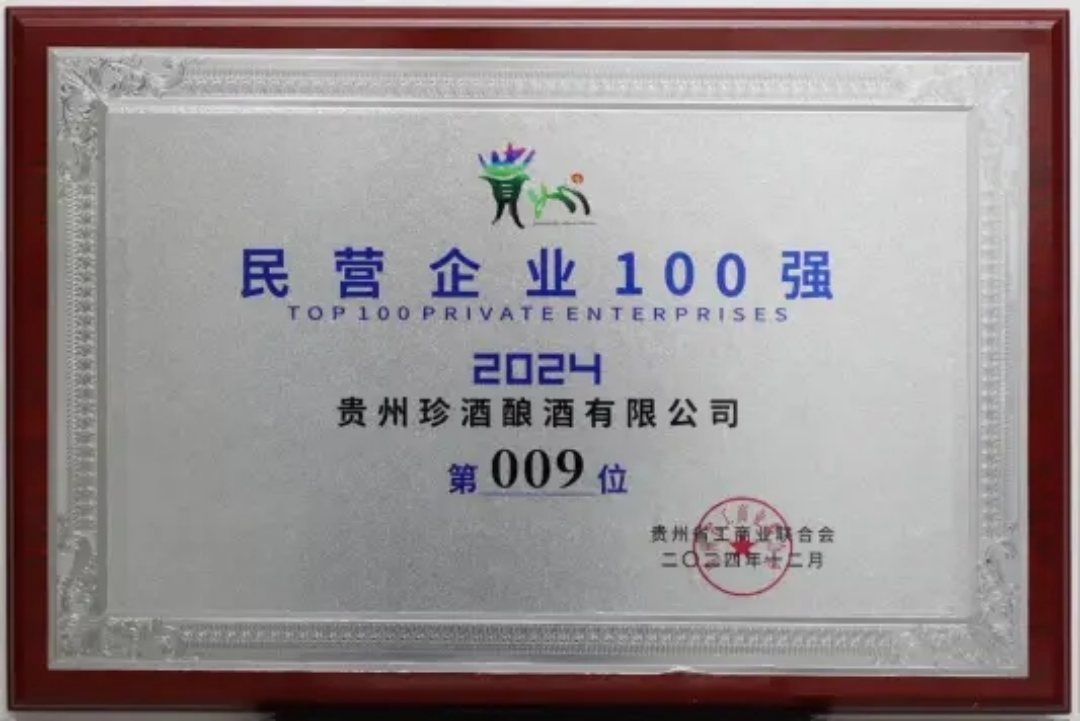 貴州
民营企业100强
TOP 100 PRIVATE ENTERPRISES
2024
贵州珍酒酿酒有限公司
第009位
贵州省工商业联合会
二〇二四年十二月